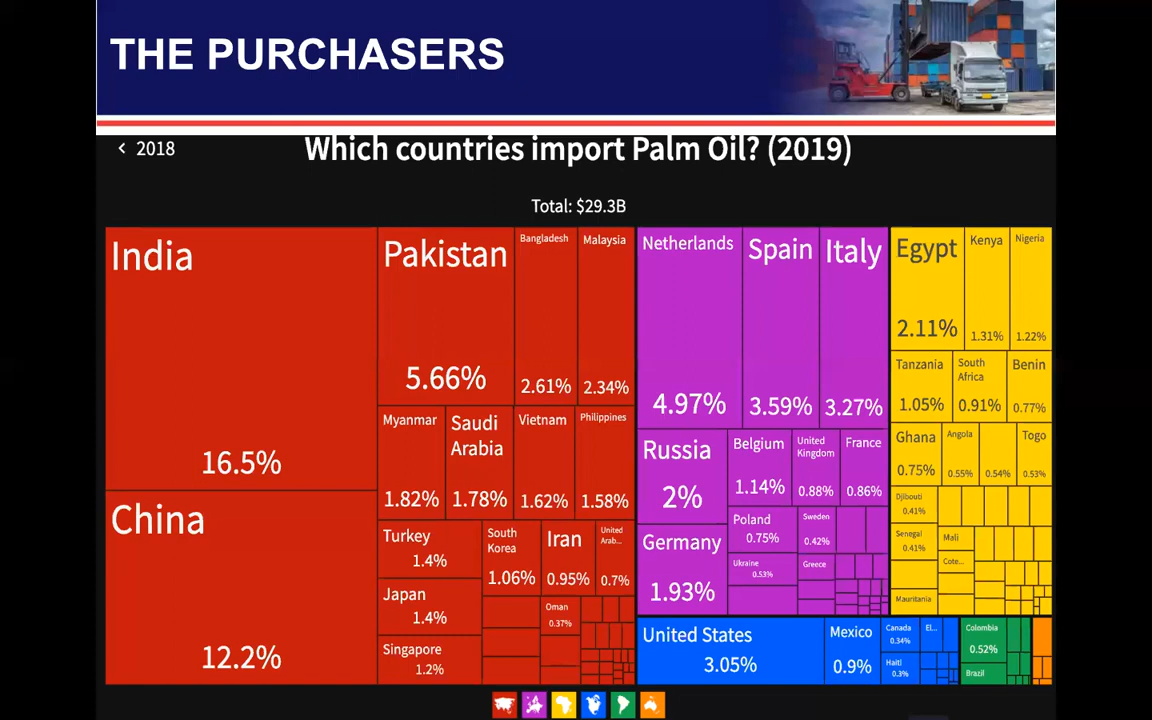 THE PURCHASERS
< 2018
Which countries import Palm Oil? (2019)
Total: $29.3B
India
16.5%
China
12.2%
Pakistan
5.66%
Bangladesh
2.61%
Malaysia
2.34%
Myanmar
1.82%
Saudi
Arabia
1.78%
Vietnam
1.62%
Philippines
1.58%
Turkey
1.4%
Japan
1.4%
Singapore
1.2%
South
Korea
1.06%
Iran
0.95%
United
Arab...
0.7%
Oman
0.37%
Netherlands
4.97%
Spain
3.59%
Italy
3.27%
Russia
2%
Germany
1.93%
Belgium
1.14%
United
Kingdom
0.88%
France
0.86%
Poland
0.75%
Sweden
0.42%
Ukraine
0.53%
Greece
Egypt
2.11%
Kenya
1.31%
Nigeria
1.22%
Tanzania
1.05%
South
Africa
0.91%
Benin
0.77%
Ghana
0.75%
Angola
0.55%
0.54%
Togo
0.53%
Djibouti
0.41%
Senegal
0.41%
Mali
Cote...
Mauritania
United States
3.05%
Mexico
0.9%
Canada
0.34%
El...
Haiti
0.3%
Colombia
0.52%
Brazil